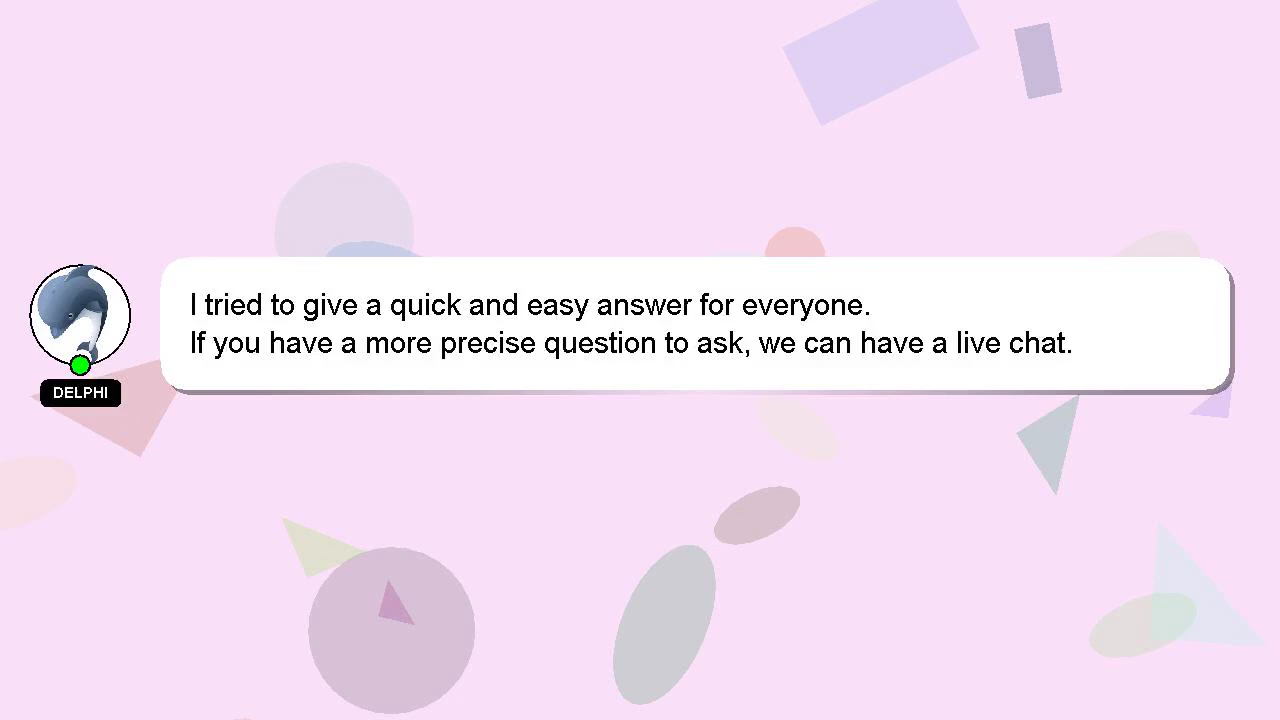 I tried to give a quick and easy answer for everyone.
If you have a more precise question to ask, we can have a live chat.
DELPHI